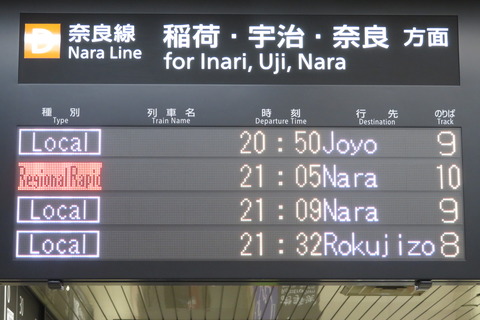 D 奈良線 稲荷・宇治・奈良 方面
Nara Line for Inari, Uji, Nara
種別 列車名 時刻 行先 のりば
Type Train Name Departure Time Destination Track
Local 20:50 Joyo 9
Regional Rapid 21:05 Nara 10
Local 21:09 Nara 9
Local 21:32 Rokujizo 8